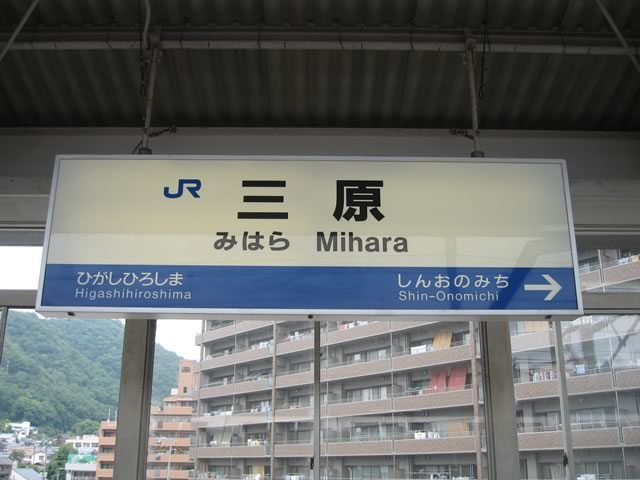 JR 三原
みはら Mihara
ひがしひろしま しんおのみち →
Higashihiroshima Shin-Onomichi